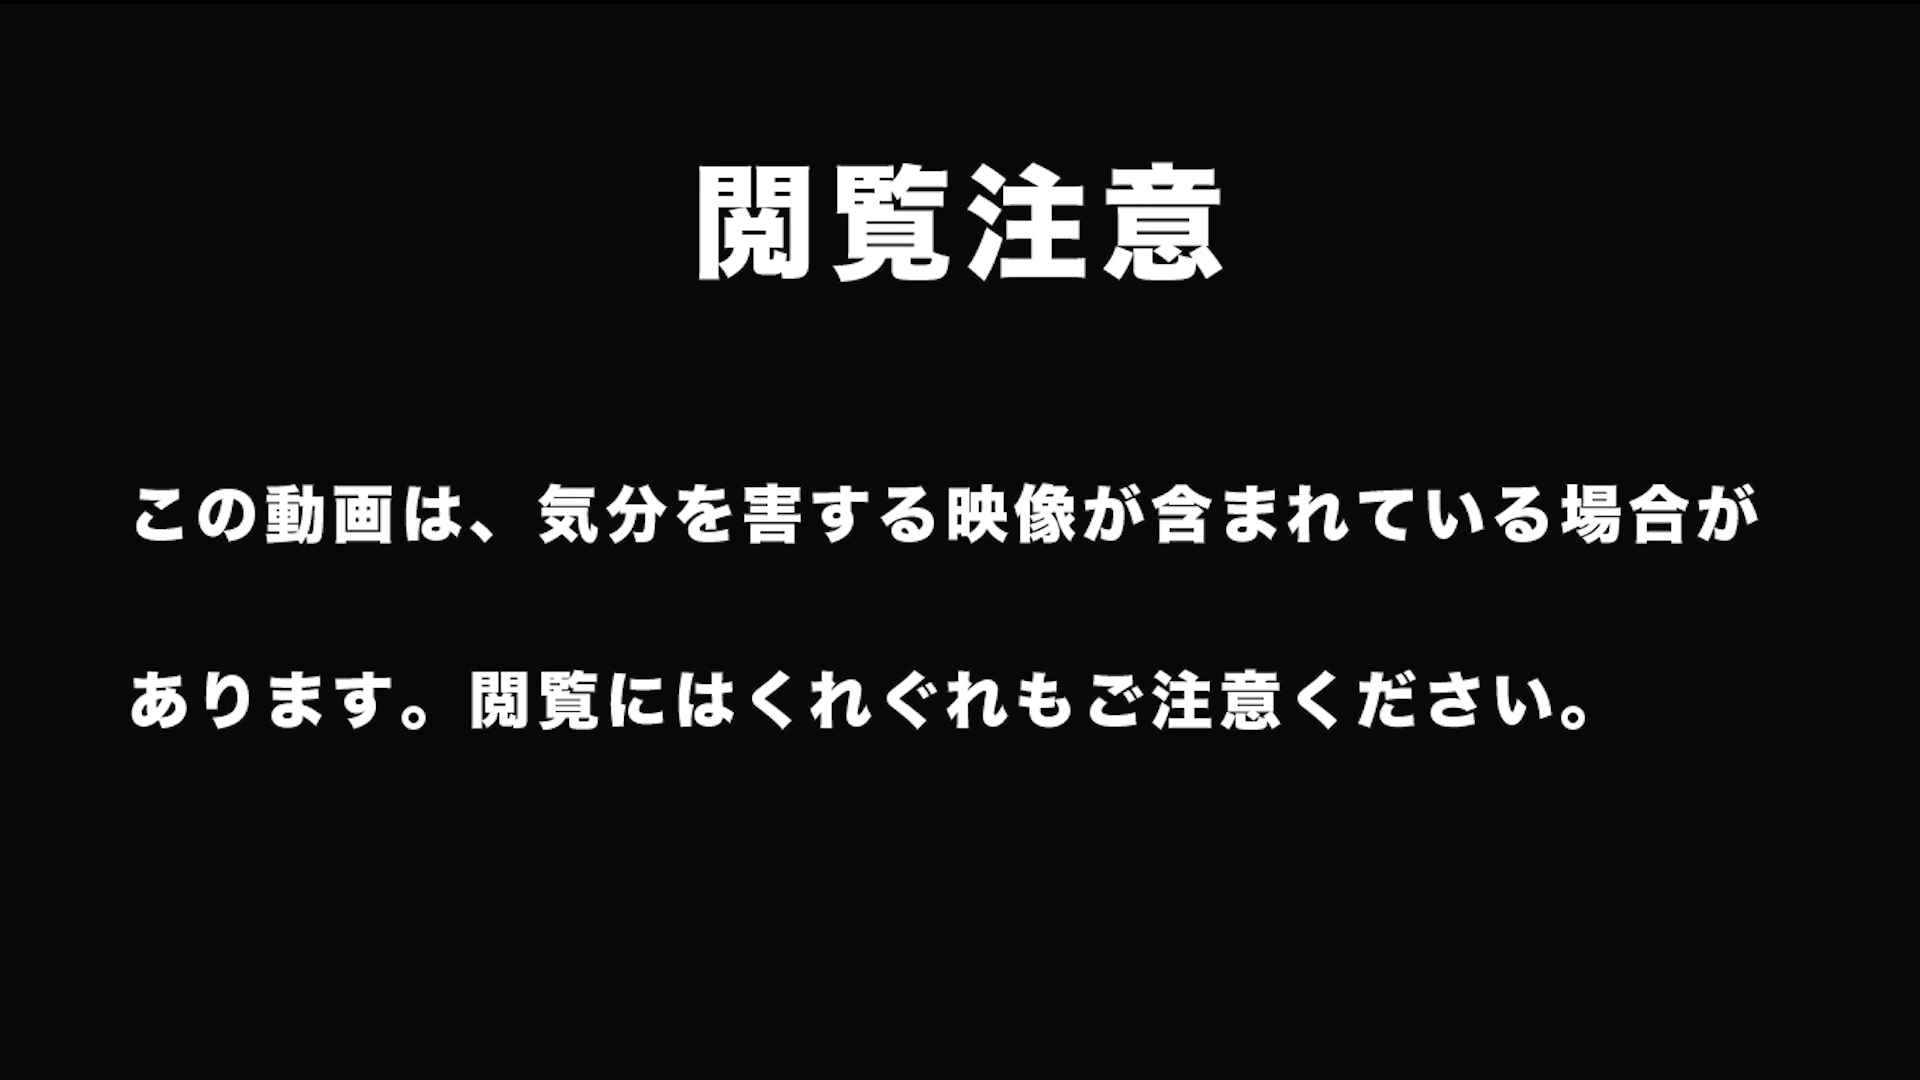 閲覧注意
この動画は、気分を害する映像が含まれている場合が
あります。閲覧にはくれぐれもご注意ください。